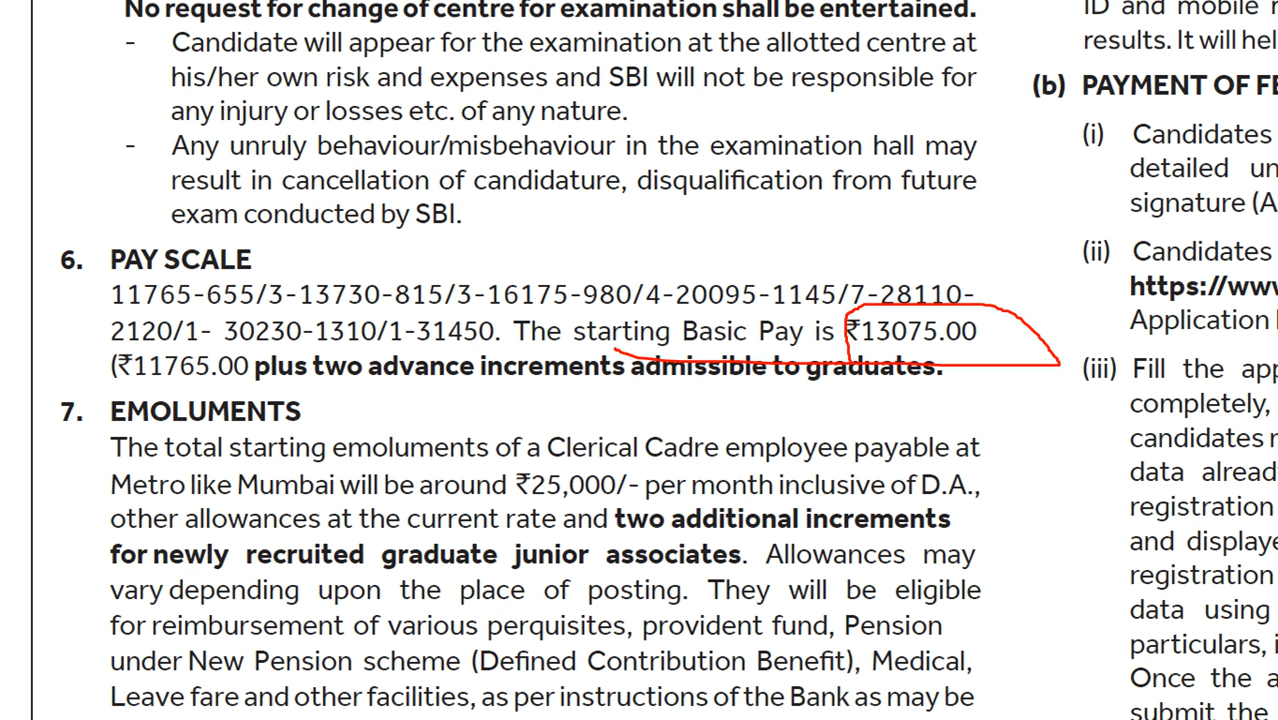 No request for change of centre for examination shall be entertained.
- Candidate will appear for the examination at the allotted centre at
his/her own risk and expenses and SBI will not be responsible for
any injury or losses etc. of any nature.
- Any unruly behaviour/misbehaviour in the examination hall may
result in cancellation of candidature, disqualification from future
exam conducted by SBI.
6. PAY SCALE
11765-655/3-13730-815/3-16175-980/4-20095-1145/7-28110-
2120/1- 30230-1310/1-31450. The starting Basic Pay is ₹13075.00
(₹11765.00 plus two advance increments admissible to graduates.
7. EMOLUMENTS
The total starting emoluments of a Clerical Cadre employee payable at
Metro like Mumbai will be around ₹25,000/- per month inclusive of D.A.,
other allowances at the current rate and two additional increments
for newly recruited graduate junior associates. Allowances may
vary depending upon the place of posting. They will be eligible
for reimbursement of various perquisites, provident fund, Pension
under New Pension scheme (Defined Contribution Benefit), Medical,
Leave fare and other facilities, as per instructions of the Bank as may be
ID and mobile
results. It will
(b) PAYMENT OF
(i) Candidates
detailed
signature
(ii) Candidates
https://www
Application
(iii) Fill the
completely,
candidates
data
registration
and
registration
data using
particulars,
Once the
submit the